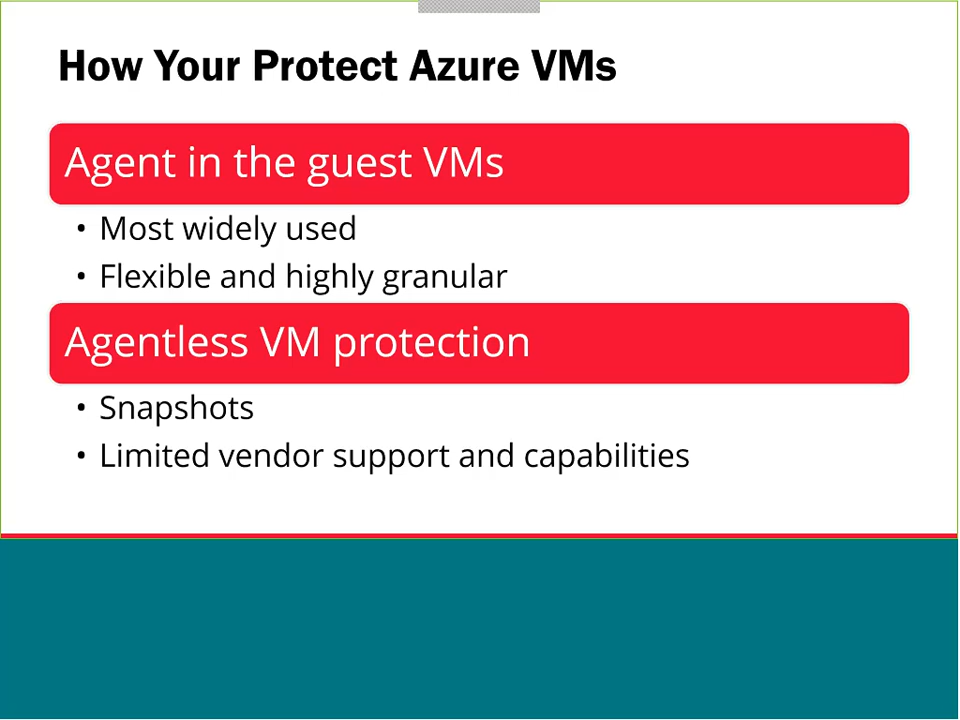 How Your Protect Azure VMs
Agent in the guest VMs
• Most widely used
• Flexible and highly granular
Agentless VM protection
• Snapshots
• Limited vendor support and capabilities